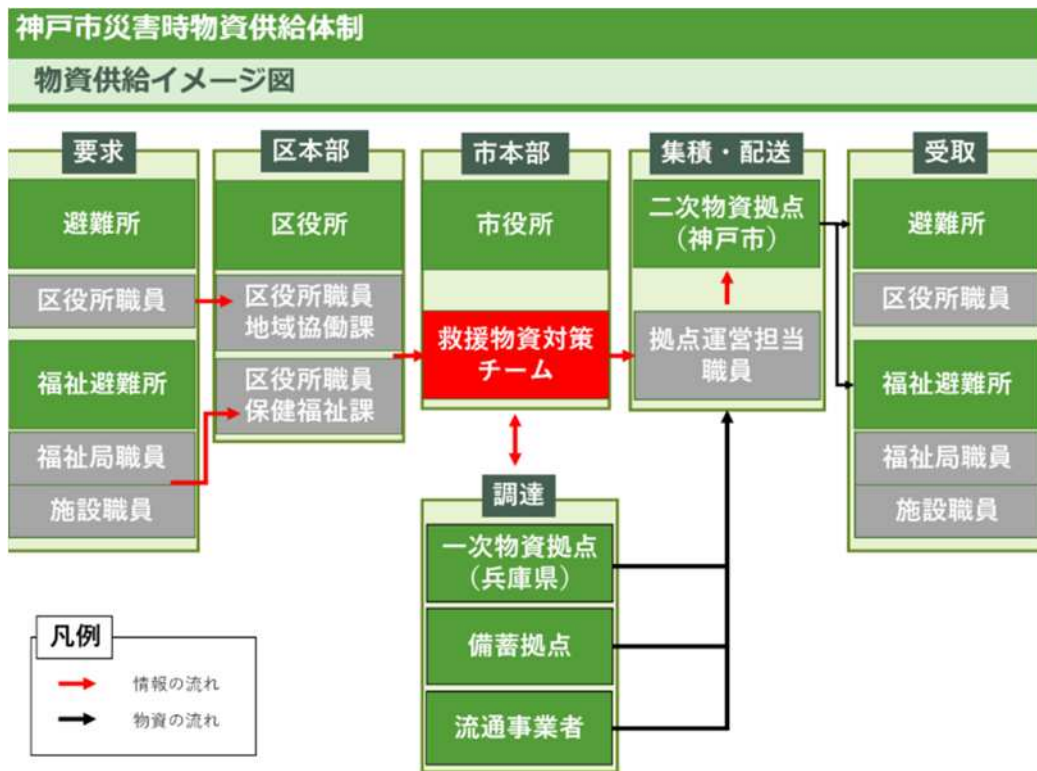 神戸市災害時物資供給体制
物資供給イメージ図
要求
避難所
区役所職員
福祉避難所
福祉局職員
施設職員
区本部
区役所
区役所職員
地域協働課
区役所職員
保健福祉課
市本部
市役所
救援物資対策
チーム
集積・配送
二次物資拠点
(神戸市)
拠点運営担当
職員
受取
避難所
区役所職員
福祉避難所
福祉局職員
施設職員
調達
一次物資拠点
(兵庫県)
備蓄拠点
流通事業者
凡例
情報の流れ
物資の流れ